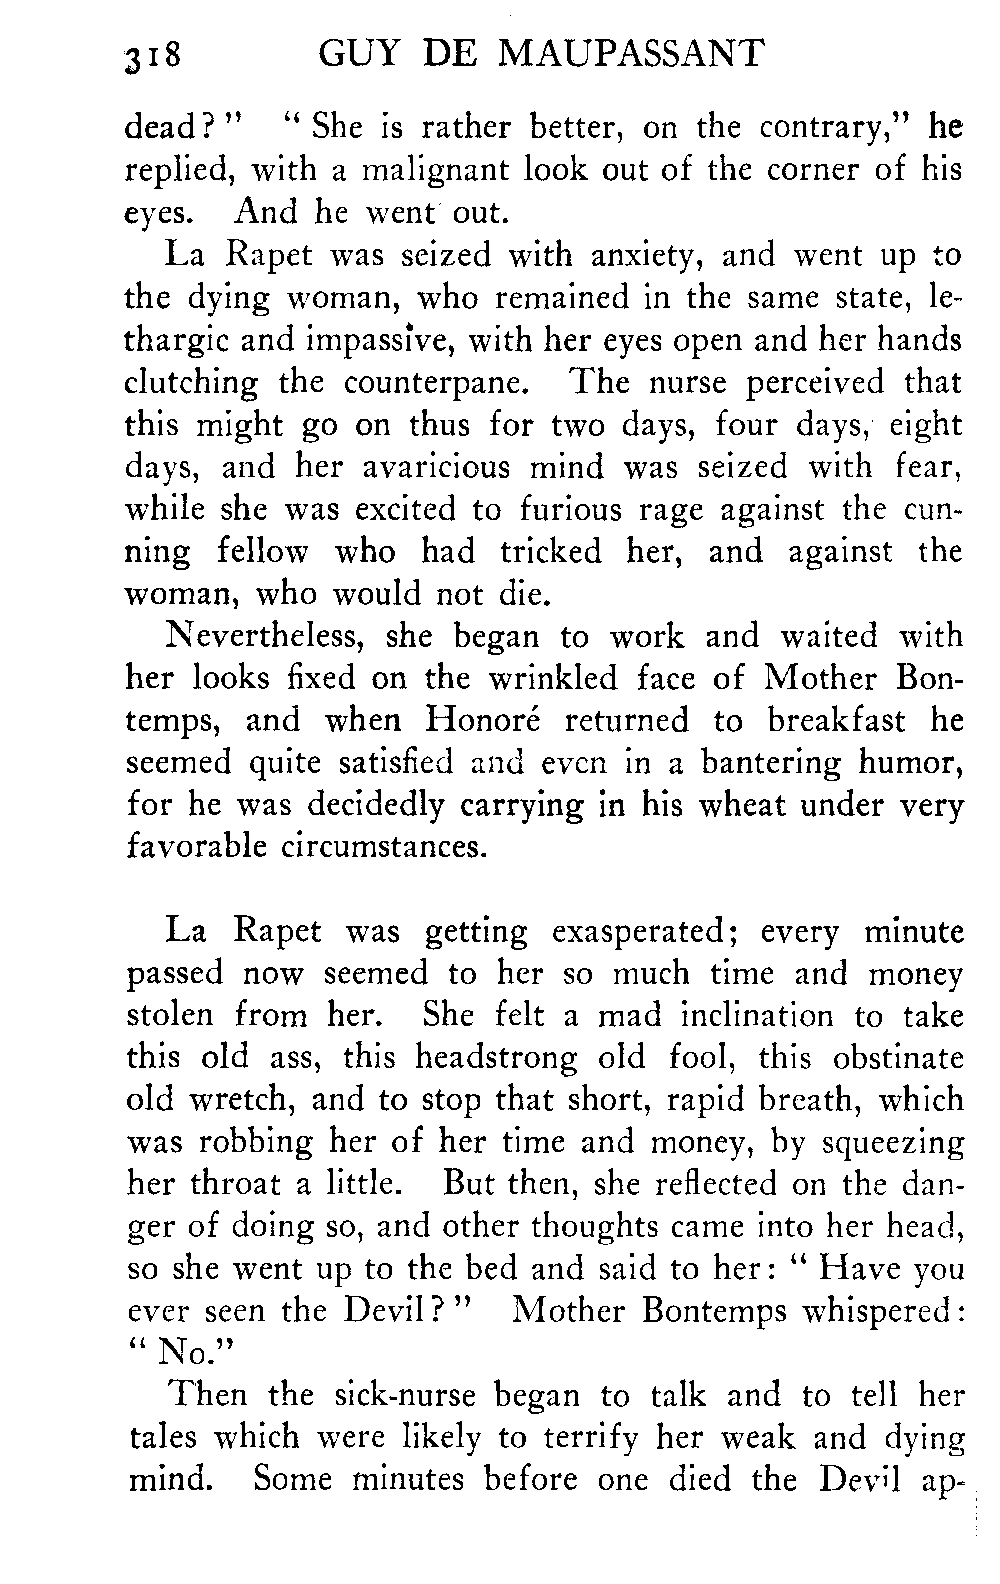 318 GUY DE MAUPASSANT
dead?" "She is rather better, on the contrary," he
replied, with a malignant look out of the corner of his
eyes. And he went out.
La Rapet was seized with anxiety, and went up to
the dying woman, who remained in the same state, le-
thargic and impassive, with her eyes open and her hands
clutching the counterpane. The nurse perceived that
this might go on thus for two days, four days, eight
days, and her avaricious mind was seized with fear,
while she was excited to furious rage against the cun-
ning fellow who had tricked her, and against the
woman, who would not die.
Nevertheless, she began to work and waited with
her looks fixed on the wrinkled face of Mother Bon-
temps, and when Honoré returned to breakfast he
seemed quite satisfied and even in a bantering humor,
for he was decidedly carrying in his wheat under very
favorable circumstances.
La Rapet was getting exasperated; every minute
passed now seemed to her so much time and money
stolen from her. She felt a mad inclination to take
this old ass, this headstrong old fool, this obstinate
old wretch, and to stop that short, rapid breath, which
was robbing her of her time and money, by squeezing
her throat a little. But then, she reflected on the dan-
ger of doing so, and other thoughts came into her head,
so she went up to the bed and said to her: "Have you
ever seen the Devil?" Mother Bontemps whispered:
"No."
Then the sick-nurse began to talk and to tell her
tales which were likely to terrify her weak and dying
mind. Some minutes before one died the Devil ap-